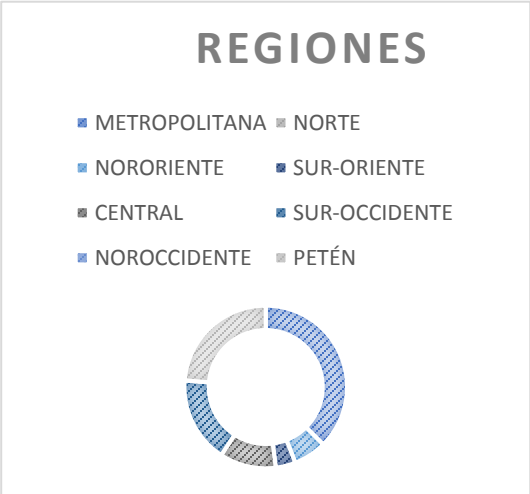 REGIONES
METROPOLITANA NORTE
NORORIENTE SUR-ORIENTE
CENTRAL SUR-OCCIDENTE
NOROCCIDENTE PETÉN